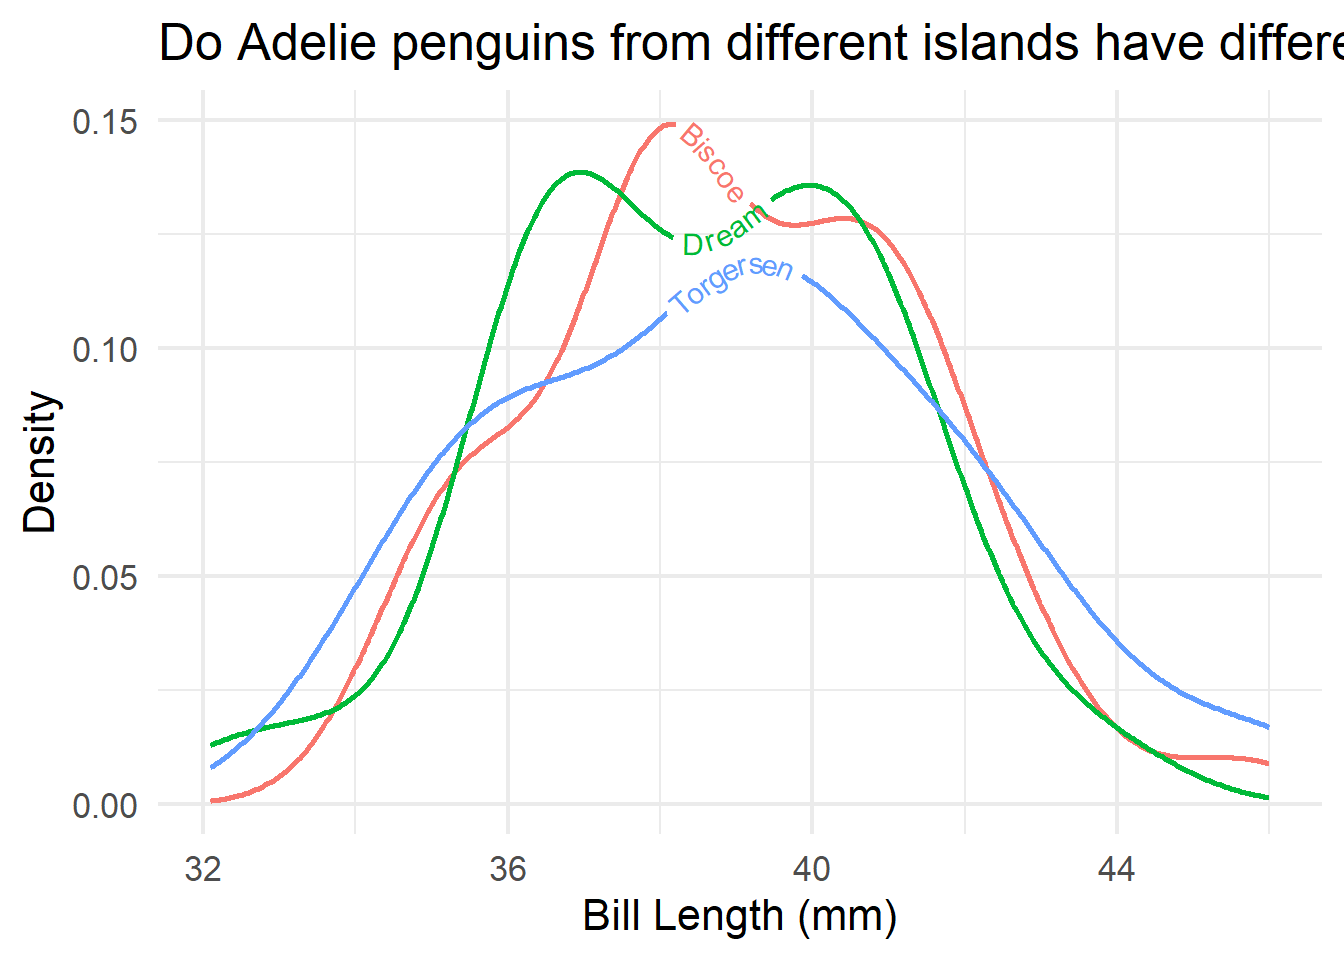 Do Adelie penguins from different islands have differe
0.15
0.10
0.05
0.00
Density
Biscoe
Dream
Torgersen
32 36 40 44
Bill Length (mm)